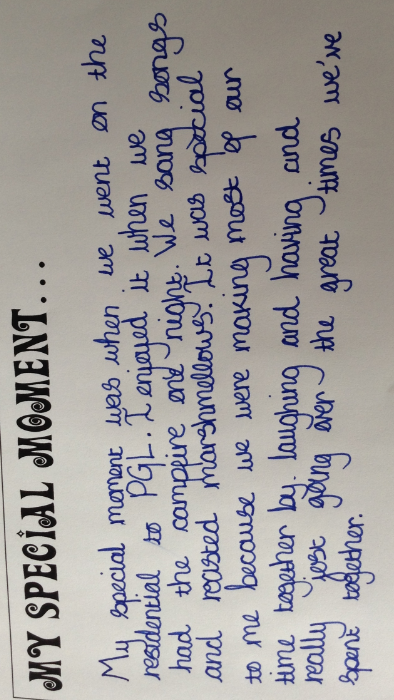 MY SPECIAL MOMENT...
My special moment was when we went on the
residential to PGL. I enjoyed it when we
had the campfire one night. We sang songs
and roasted marshmellows. It was special
to me because we were making most of our
time together by laughing and having and
really jest going over the great times we've
spent together.